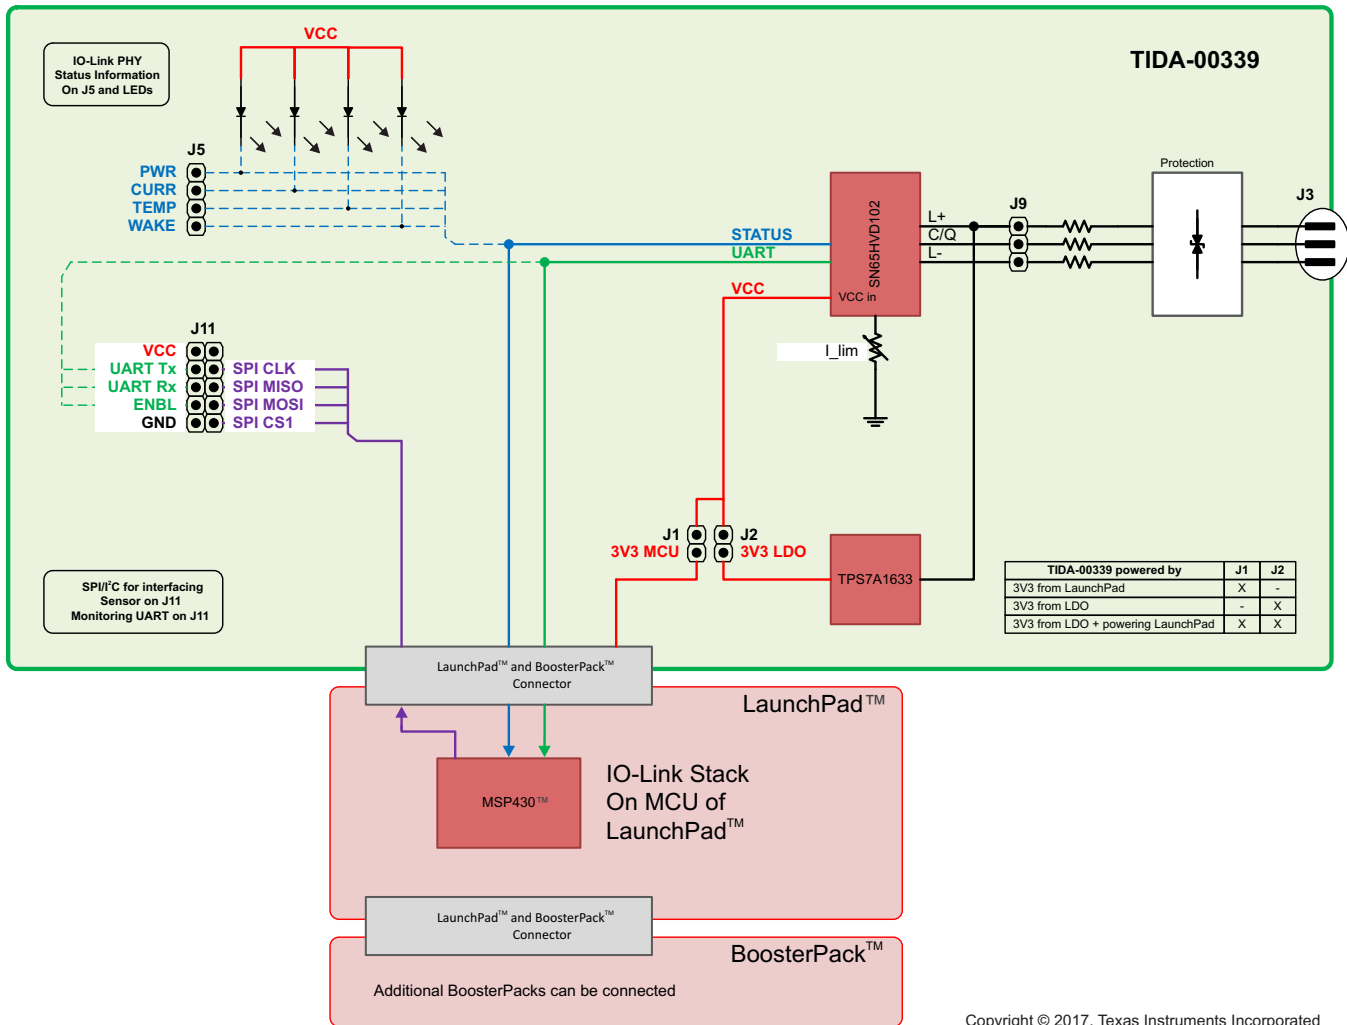 TIDA-00339
IO-Link PHY
Status Information
On J5 and LEDs
VCC
J5
PWR
CURR
TEMP
WAKE
STATUS
UART
VCC
SN65HVD102
VCC in
L+
C/Q
L-
J9
Protection
J3
I_lim
J11
VCC
UART Tx SPI CLK
UART Rx SPI MISO
ENBL SPI MOSI
GND SPI CS1
J1 J2
3V3 MCU 3V3 LDO
TPS7A1633
TIDA-00339 powered by J1 J2
3V3 from LaunchPad X -
3V3 from LDO - X
3V3 from LDO + powering LaunchPad X X
SPI/I²C for interfacing
Sensor on J11
Monitoring UART on J11
LaunchPad™ and BoosterPack™
Connector
LaunchPad™
MSP430™
IO-Link Stack
On MCU of
LaunchPad™
LaunchPad™ and BoosterPack™
Connector
BoosterPack™
Additional BoosterPacks can be connected
Copyright © 2017, Texas Instruments Incorporated